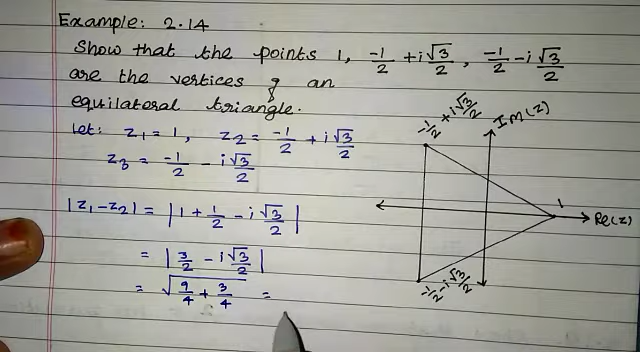 Example: 2.14
Show that the points 1, -1/2 + i√3/2, -1/2 - i√3/2
are the vertices of an
equilateral triangle.
Let: z₁ = 1, z₂ = -1/2 + i√3/2
z₃ = -1/2 - i√3/2
|z₁ - z₂| = |1 + 1/2 - i√3/2|
= |3/2 - i√3/2|
= √(9/4 + 3/4) =
-1/2 + i√3/2
Im(z)
1
Re(z)
-1/2 - i√3/2